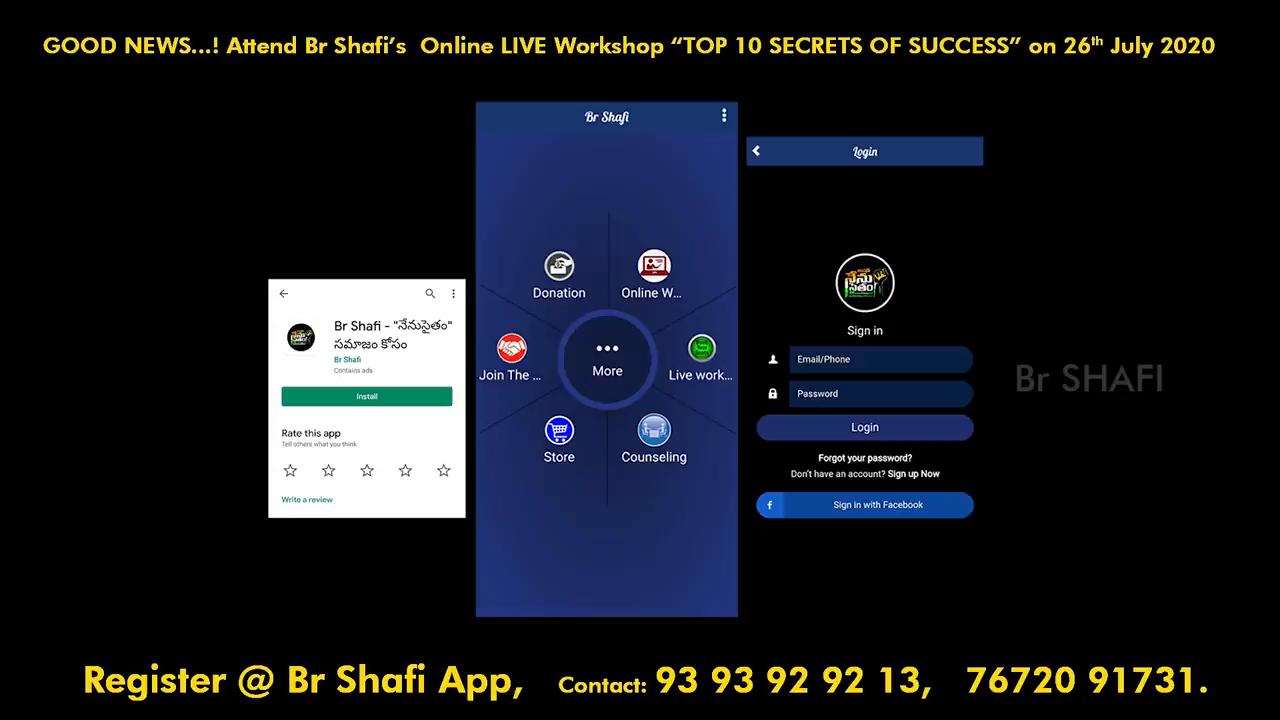 GOOD NEWS...! Attend Br Shafi’s Online LIVE Workshop “TOP 10 SECRETS OF SUCCESS” on 26th July 2020
Br Shafi - "నేనుసైతం"
సమాజం కోసం
Br Shafi
Contains ads
Install
Rate this app
Tell others what you think
Write a review
Br Shafi
Donation
Online W...
Join The ...
More
Live work...
Store
Counseling
Login
నేను
సైతం
Sign in
Email/Phone
Password
Login
Forgot your password?
Don't have an account? Sign up Now
f Sign in with Facebook
Br SHAFI
Register @ Br Shafi App, Contact: 93 93 92 92 13, 76720 91731.